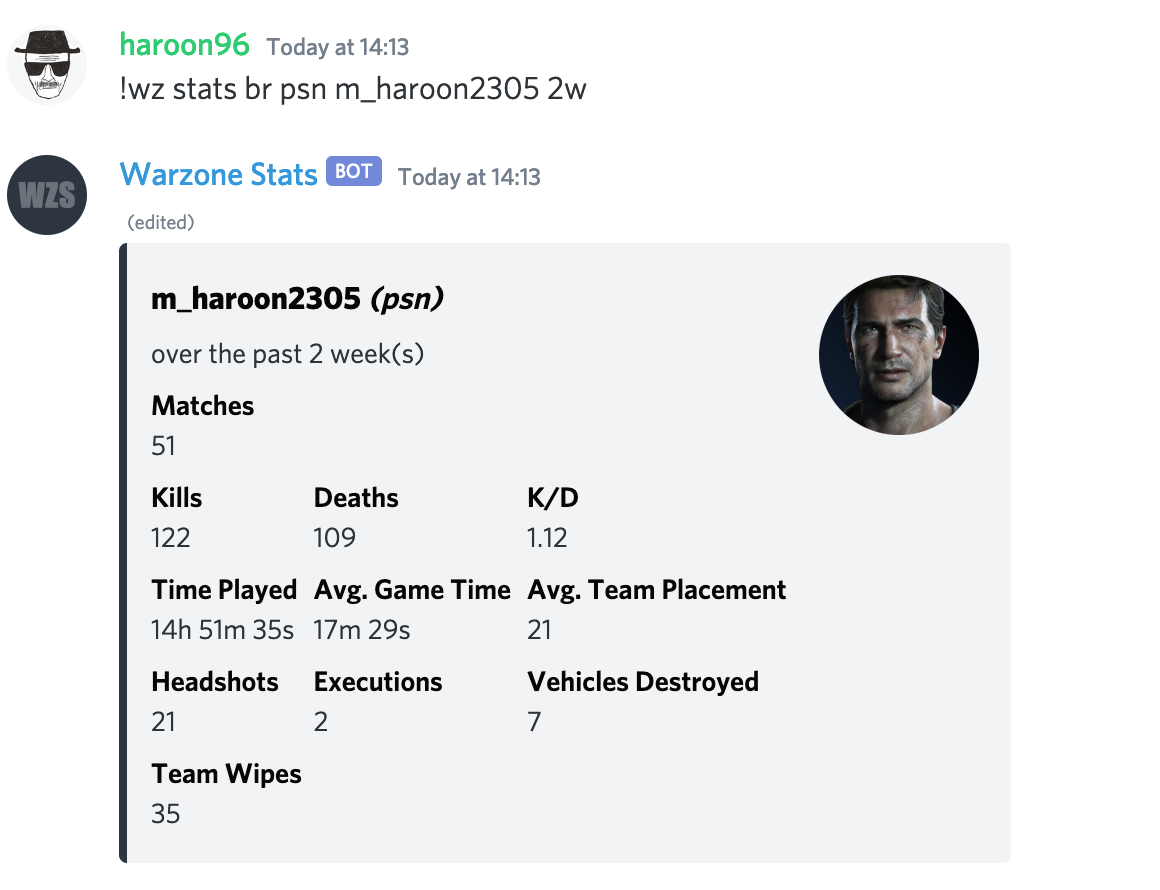 haroon96 Today at 14:13
!wz stats br psn m_haroon2305 2w
WZS
Warzone Stats BOT Today at 14:13
(edited)
m_haroon2305 (psn)
over the past 2 week(s)
Matches
51
Kills Deaths K/D
122 109 1.12
Time Played Avg. Game Time Avg. Team Placement
14h 51m 35s 17m 29s 21
Headshots Executions Vehicles Destroyed
21 2 7
Team Wipes
35